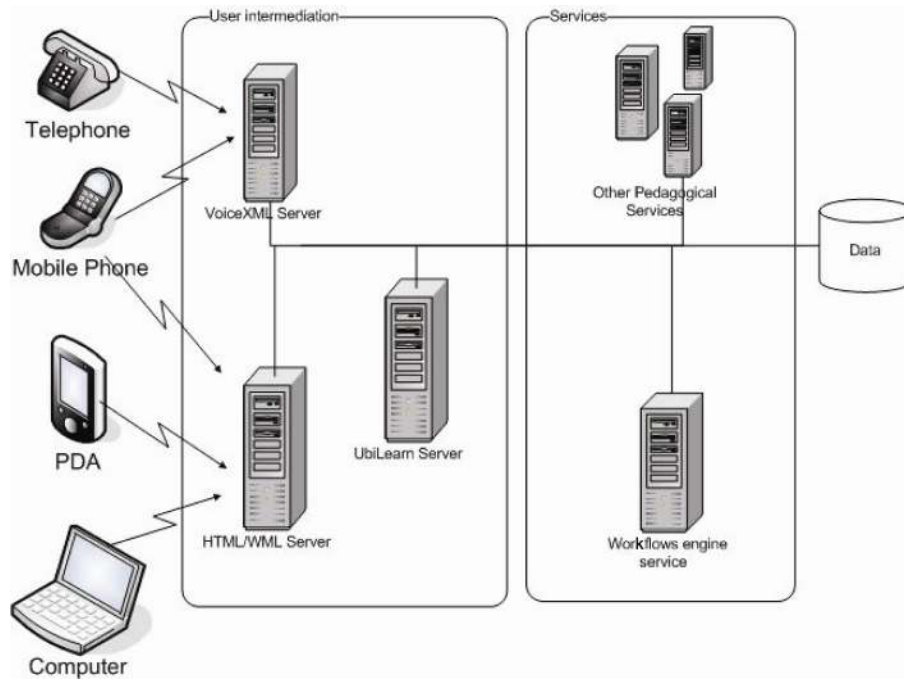 User intermediation
Services
Telephone
VoiceXML Server
Other Pedagogical
Services
Mobile Phone
Data
PDA
UbiLearn Server
HTML/WML Server
Workflows engine
service
Computer